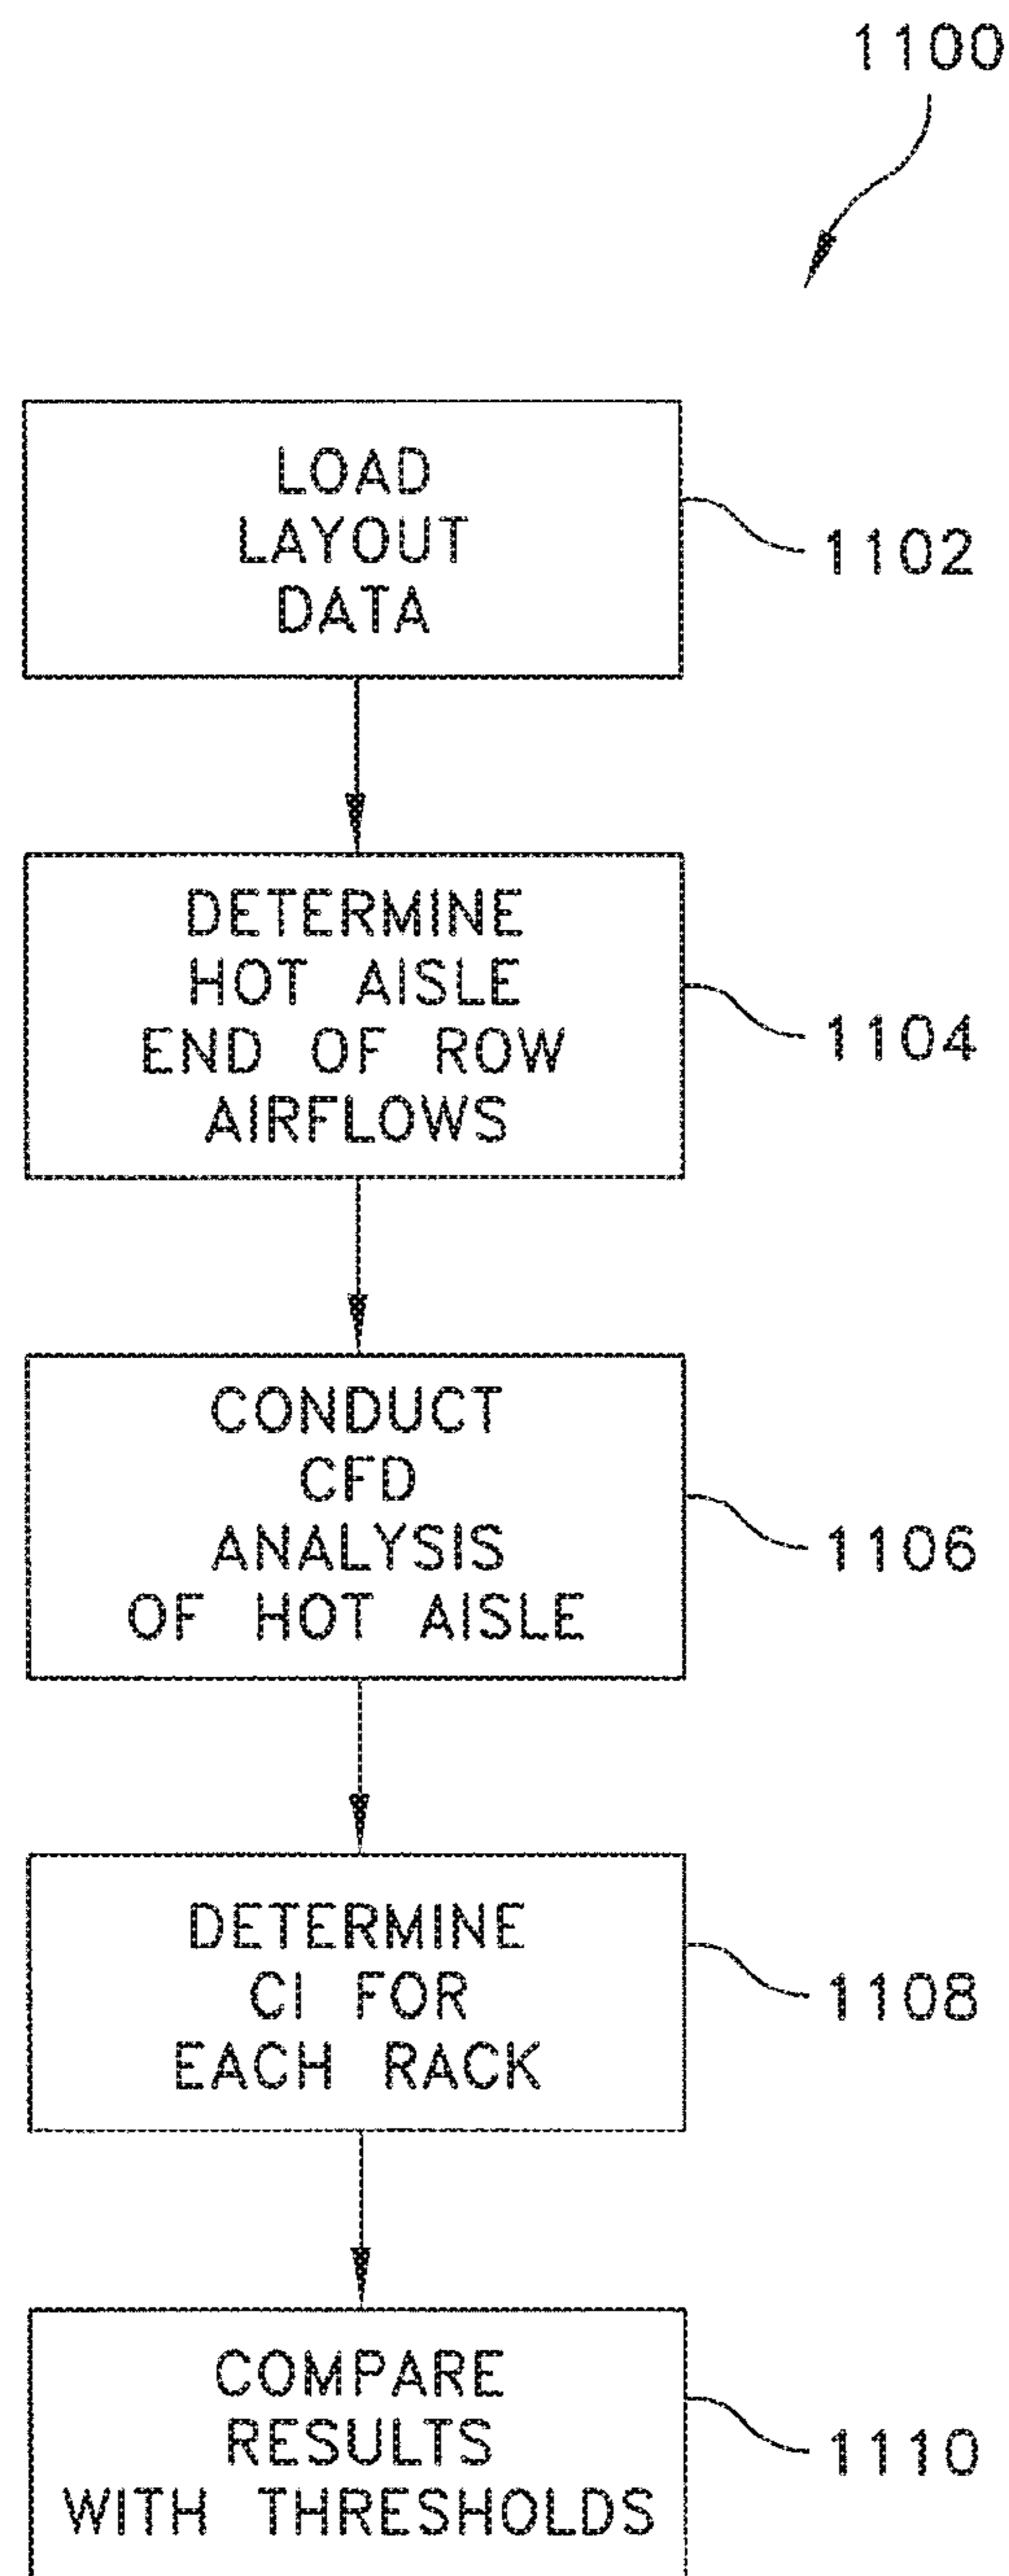 1100
LOAD
LAYOUT
DATA
1102
DETERMINE
HOT AISLE
END OF ROW
AIRFLOWS
1104
CONDUCT
CFD
ANALYSIS
OF HOT AISLE
1106
DETERMINE
CI FOR
EACH RACK
1108
COMPARE
RESULTS
WITH THRESHOLDS
1110